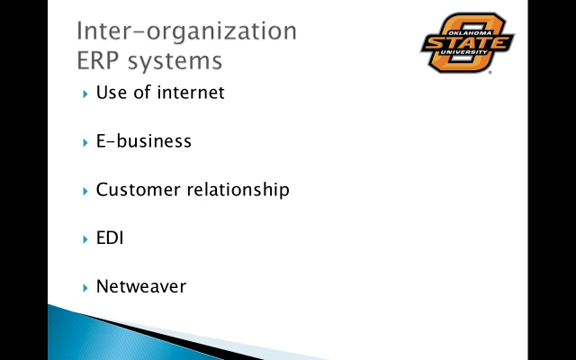 Inter-organization
ERP systems
OKLAHOMA
STATE
UNIVERSITY
Use of internet
E-business
Customer relationship
EDI
Netweaver